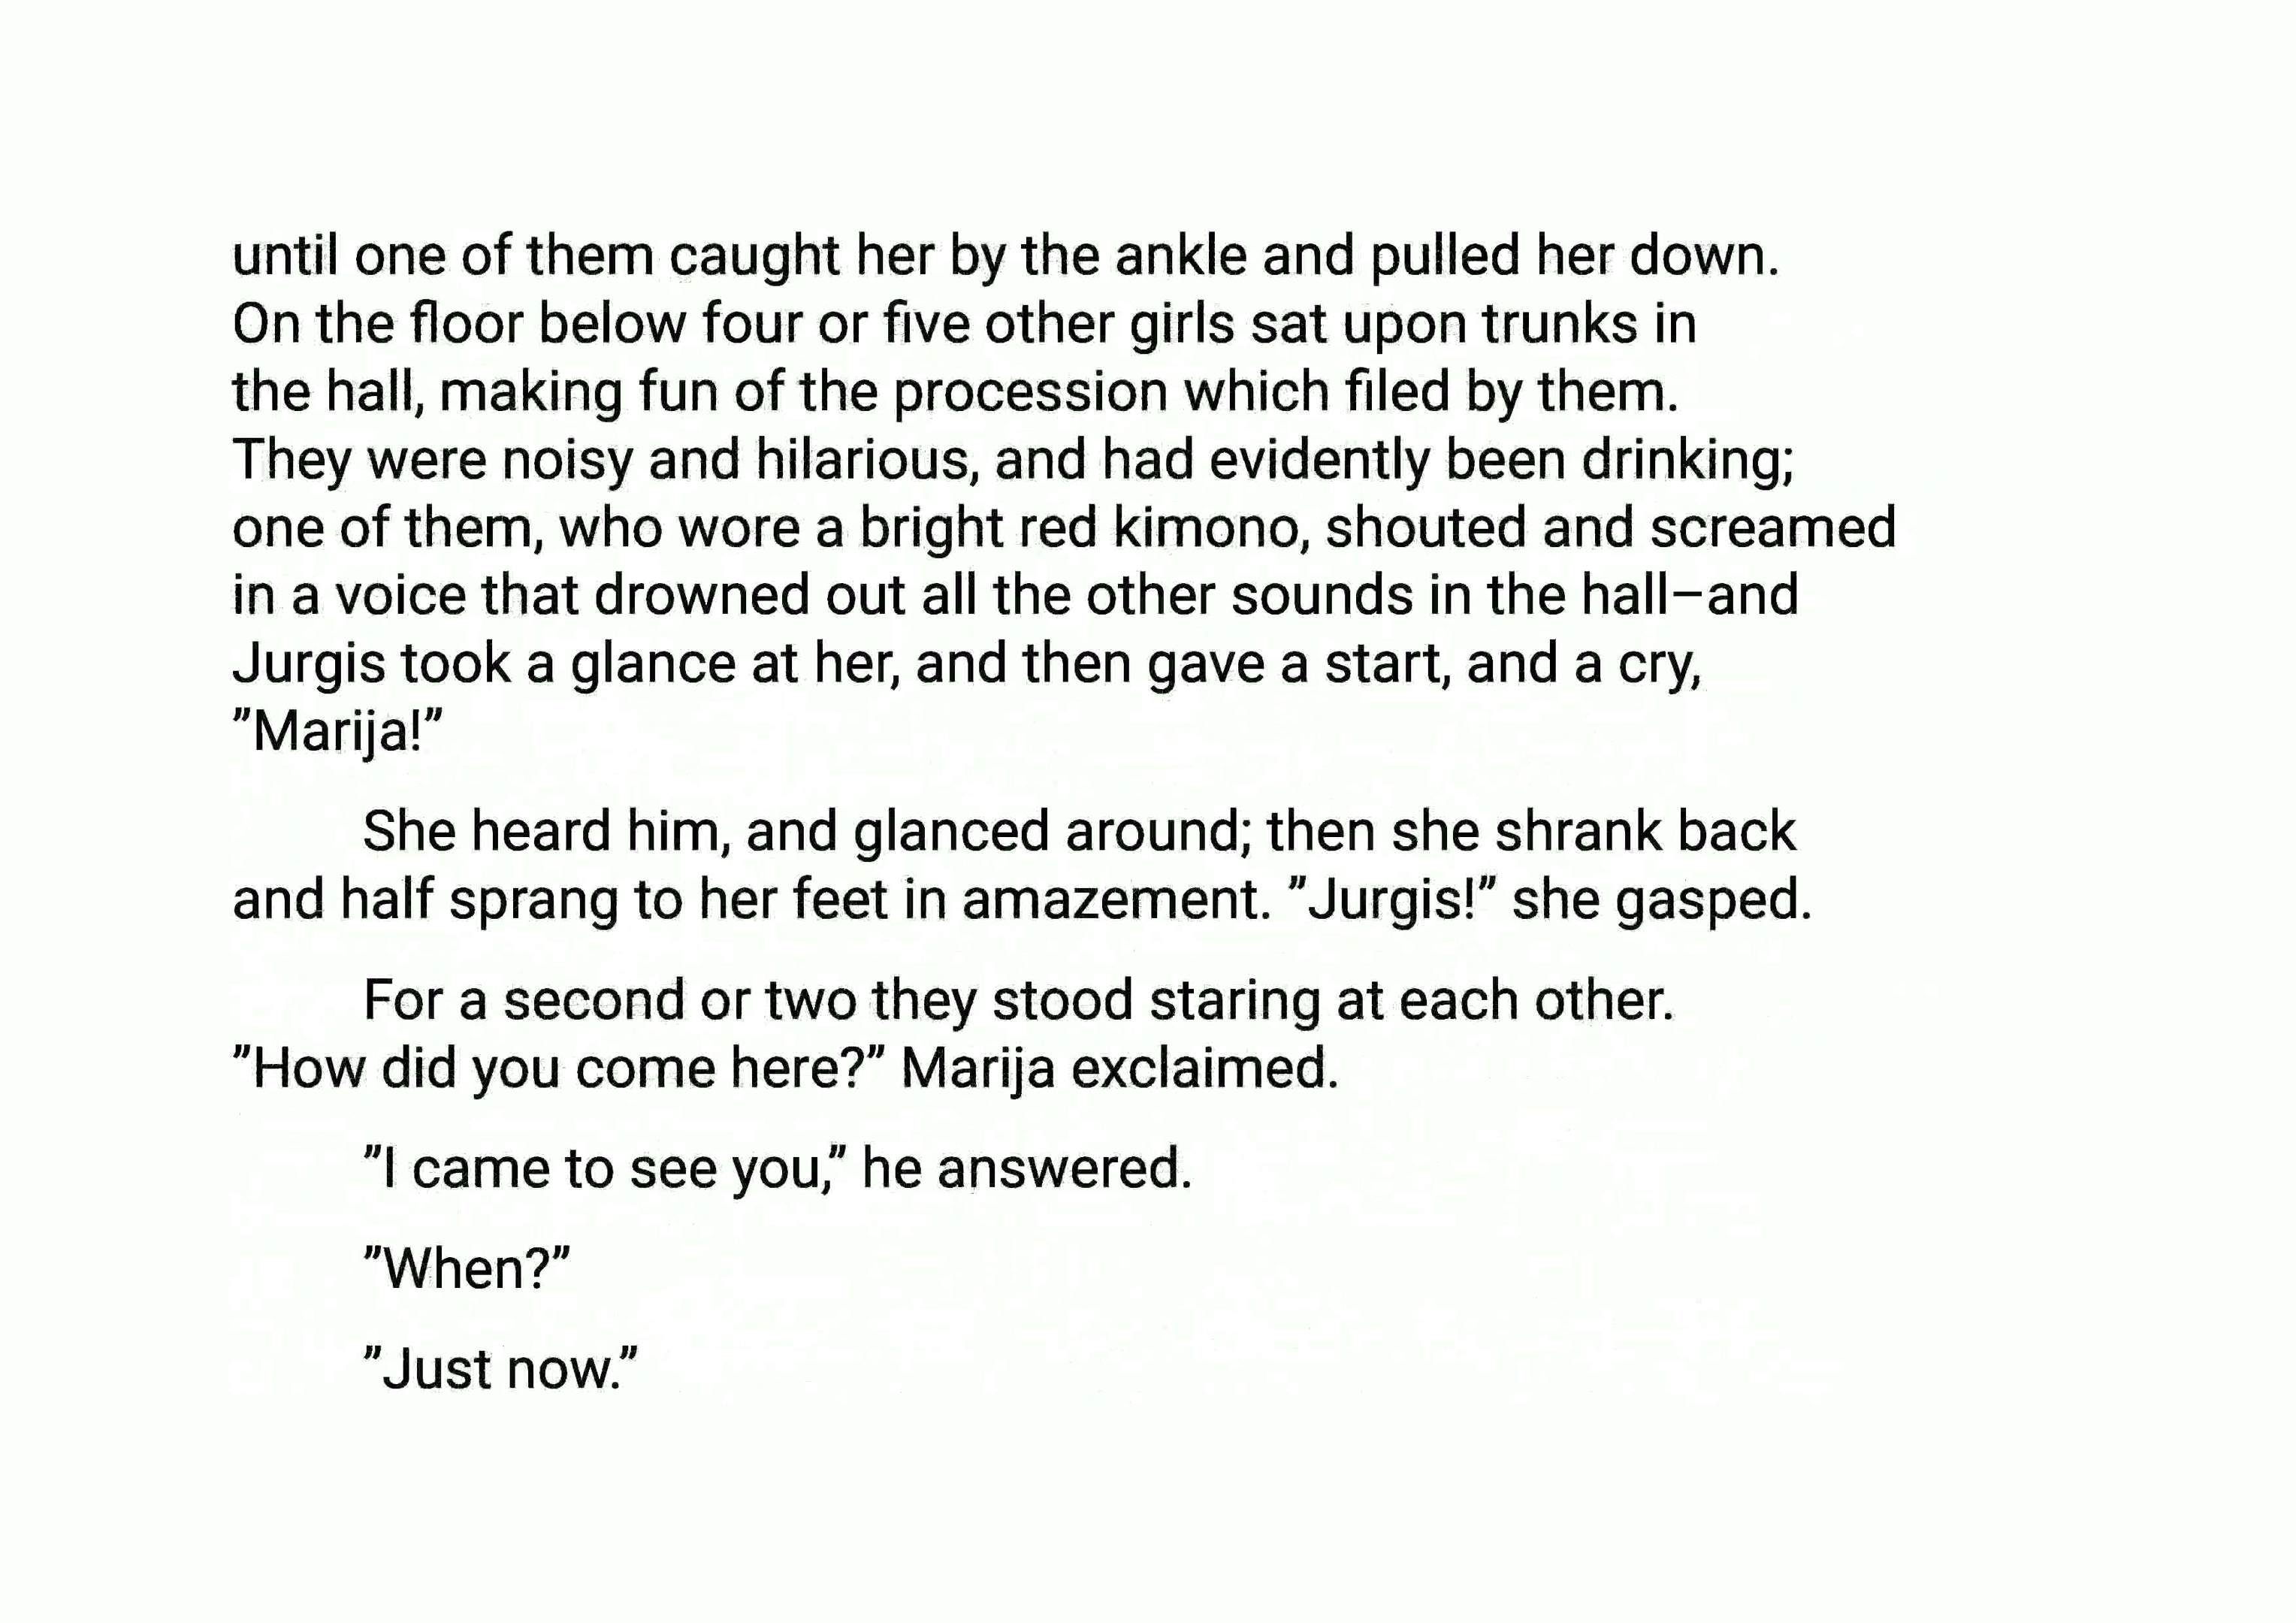 until one of them caught her by the ankle and pulled her down.
On the floor below four or five other girls sat upon trunks in
the hall, making fun of the procession which filed by them.
They were noisy and hilarious, and had evidently been drinking;
one of them, who wore a bright red kimono, shouted and screamed
in a voice that drowned out all the other sounds in the hall–and
Jurgis took a glance at her, and then gave a start, and a cry,
”Marija!”
She heard him, and glanced around; then she shrank back
and half sprang to her feet in amazement. ”Jurgis!” she gasped.
For a second or two they stood staring at each other.
”How did you come here?” Marija exclaimed.
”I came to see you,” he answered.
”When?”
”Just now.”